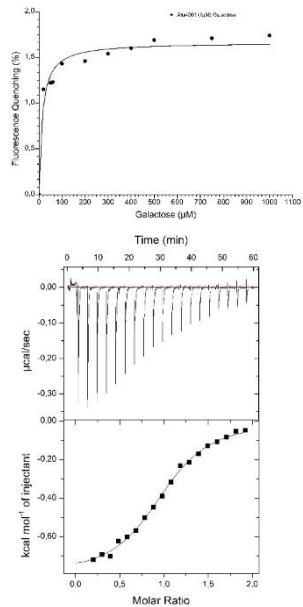 Atu4361 (1µM) Galactose
Fluorescence Quenching (%)
2,0
1,5
1,0
0,5
0,0
0 100 200 300 400 500 600 700 800 900 1000 1100
Galactose (µM)
Time (min)
0 10 20 30 40 50 60
µcal/sec
0,00
-0,10
-0,20
-0,30
kcal mol-1 of injectant
0,00
-0,20
-0,40
-0,60
0,0 0,5 1,0 1,5 2,0
Molar Ratio